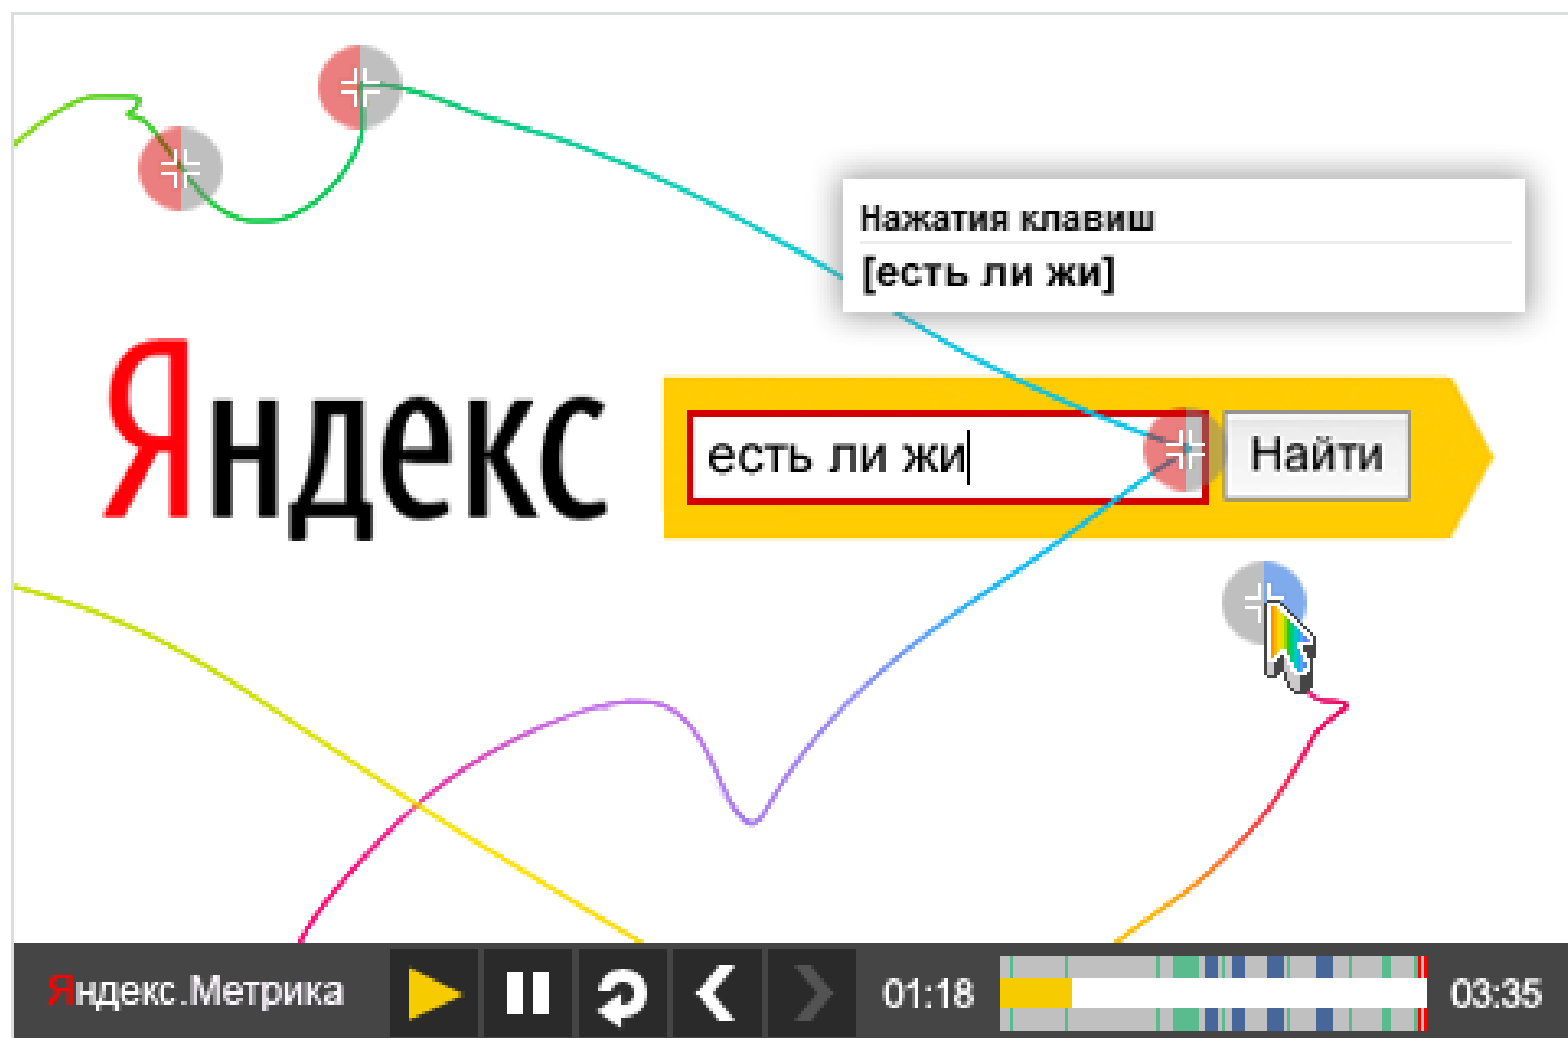 Нажатия клавиш
[есть ли жи]
Яндекс
есть ли жи
Найти
Яндекс.Метрика
01:18
03:35